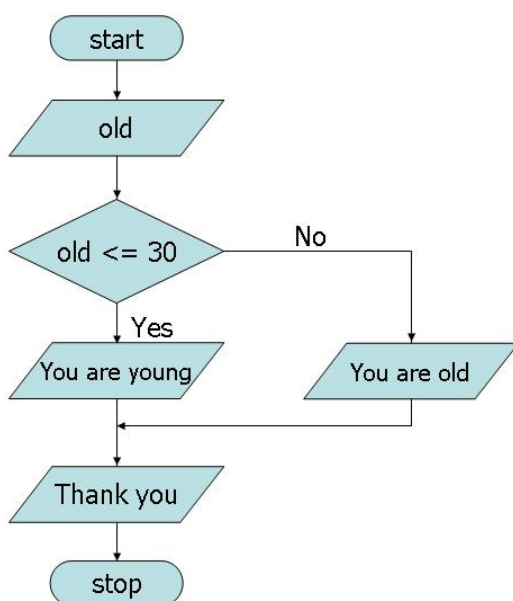 start
old
old <= 30
No
Yes
You are young
You are old
Thank you
stop